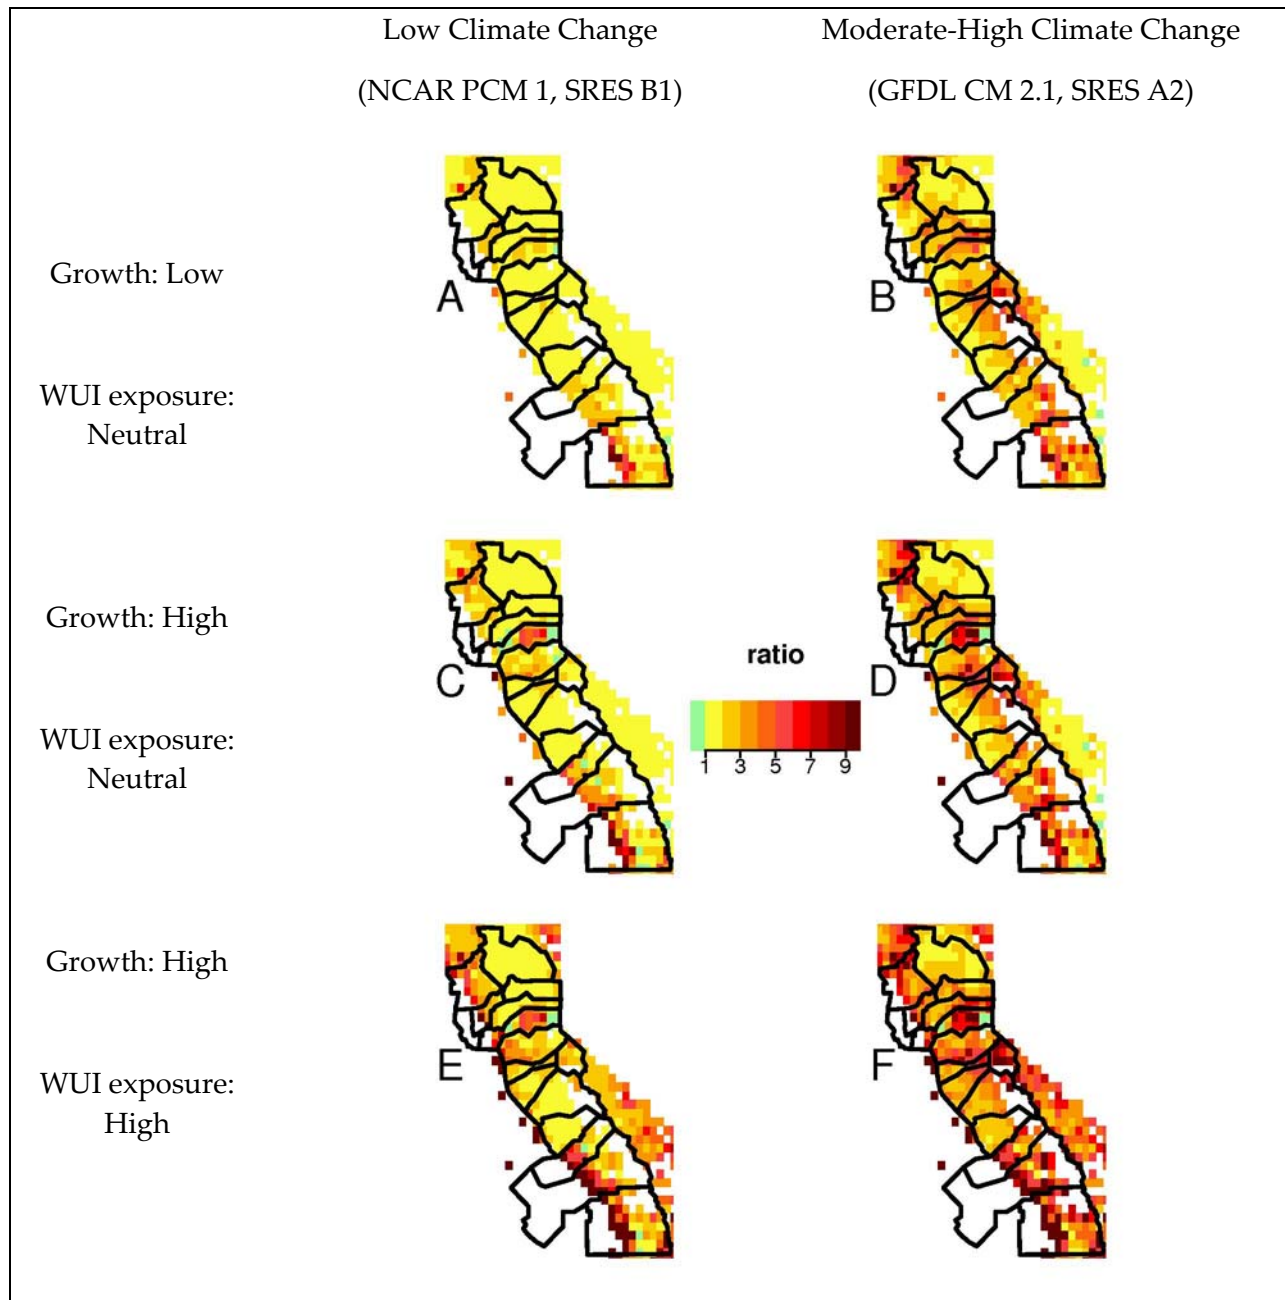 Low Climate Change
Moderate-High Climate Change
(NCAR PCM 1, SRES B1)
(GFDL CM 2.1, SRES A2)
Growth: Low
WUI exposure:
Neutral
A
B
Growth: High
WUI exposure:
Neutral
C
ratio
1 3 5 7 9
D
Growth: High
WUI exposure:
High
E
F